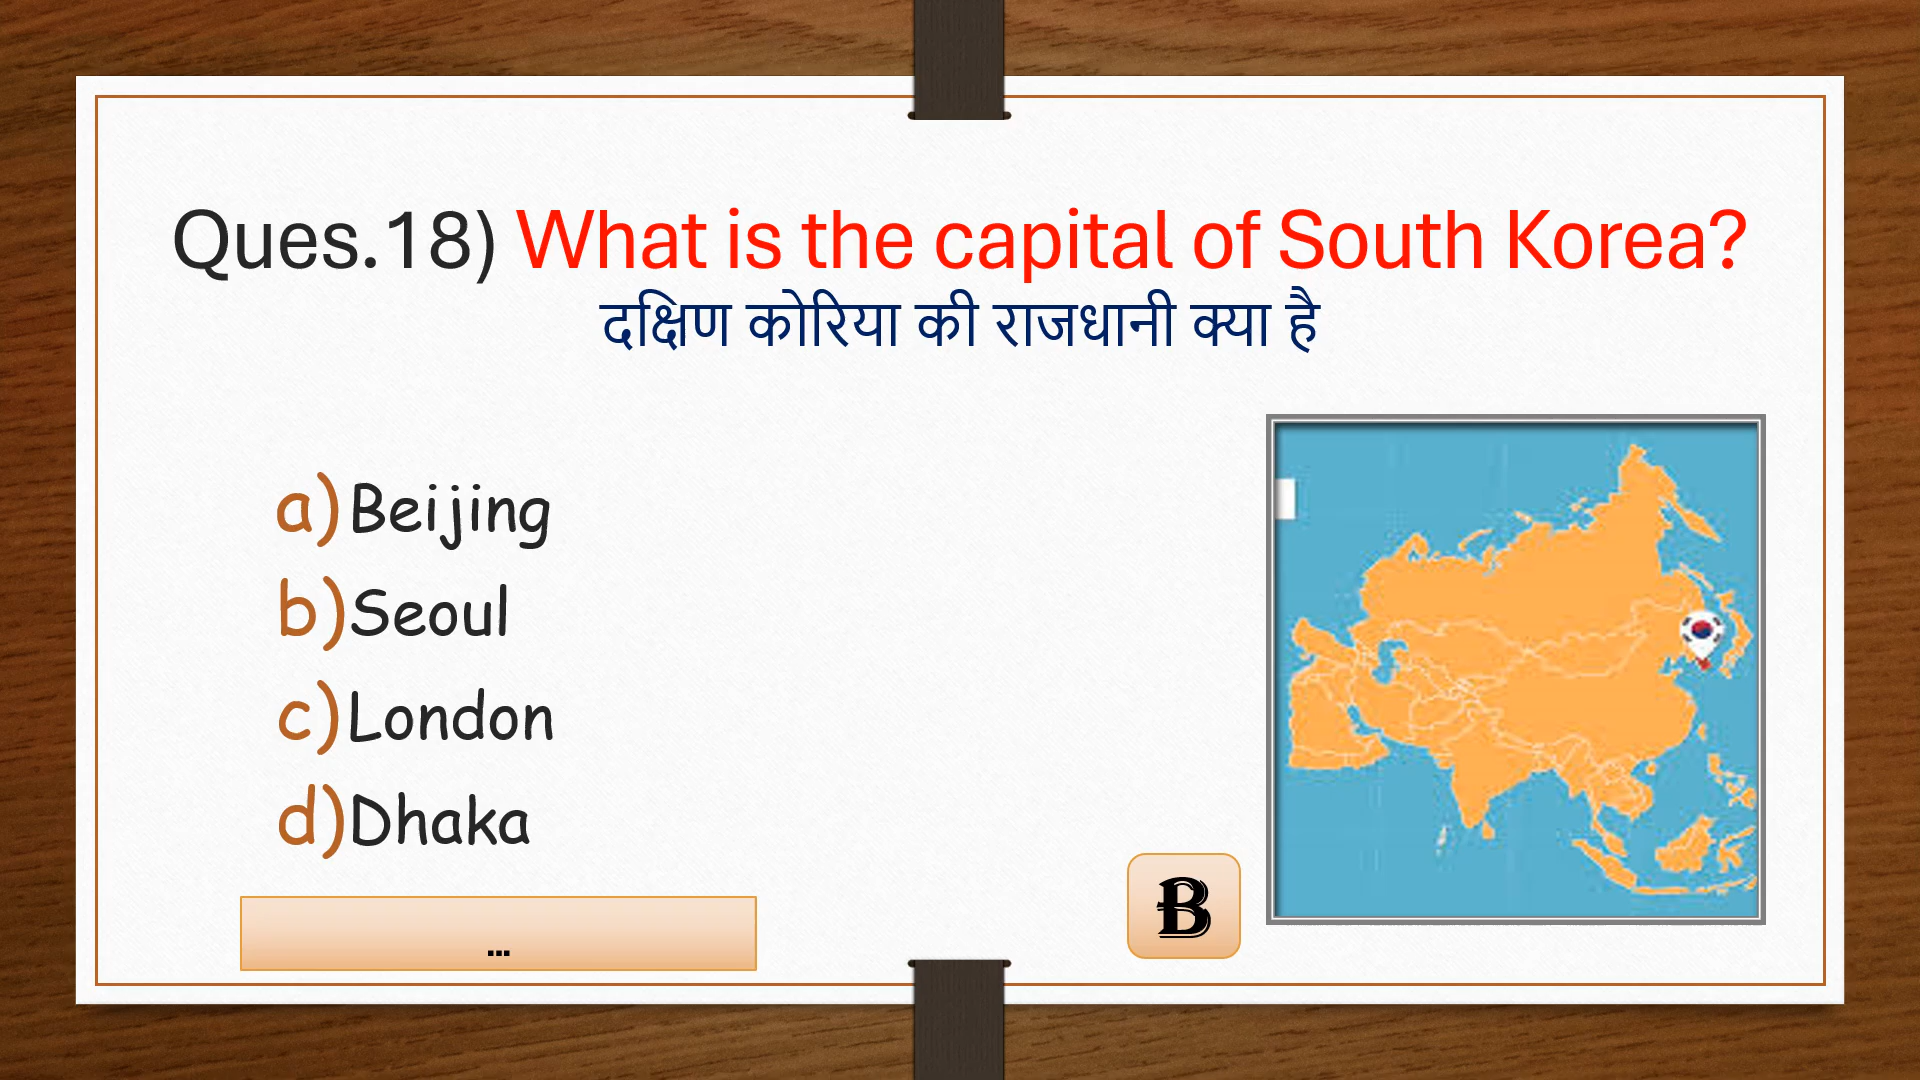 Ques.18) What is the capital of South Korea?
दक्षिण कोरिया की राजधानी क्या है
a)Beijing
b)Seoul
c)London
d)Dhaka
...
B